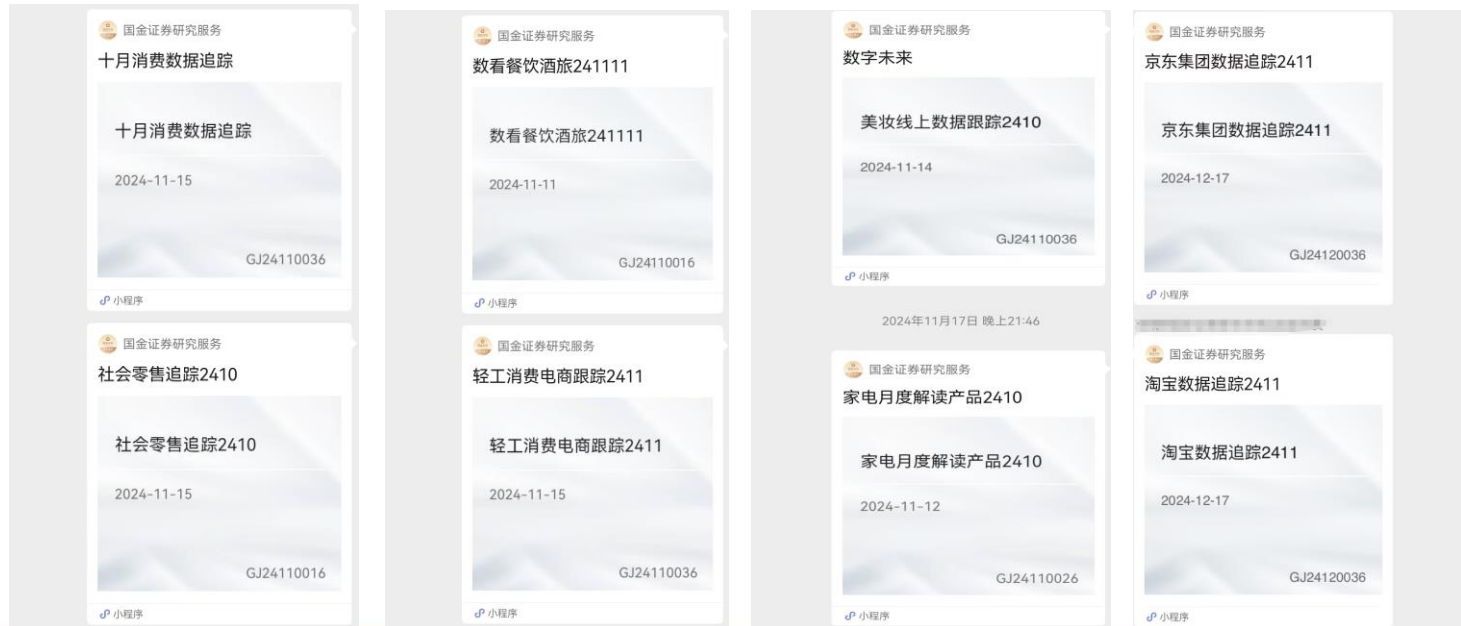 国金证券研究服务
十月消费数据追踪
十月消费数据追踪
2024-11-15
GJ24110036
小程序
国金证券研究服务
社会零售追踪2410
社会零售追踪2410
2024-11-15
GJ24110016
小程序
国金证券研究服务
数看餐饮酒旅241111
数看餐饮酒旅241111
2024-11-11
GJ24110016
小程序
国金证券研究服务
轻工消费电商跟踪2411
轻工消费电商跟踪2411
2024-11-15
GJ24110036
小程序
国金证券研究服务
数字未来
美妆线上数据跟踪2410
2024-11-14
GJ24110036
小程序
2024年11月17日 晚上21:46
国金证券研究服务
家电月度解读产品2410
家电月度解读产品2410
2024-11-12
GJ24110026
小程序
国金证券研究服务
京东集团数据追踪2411
京东集团数据追踪2411
2024-12-17
GJ24120036
小程序
国金证券研究服务
淘宝数据追踪2411
淘宝数据追踪2411
2024-12-17
GJ24120036
小程序